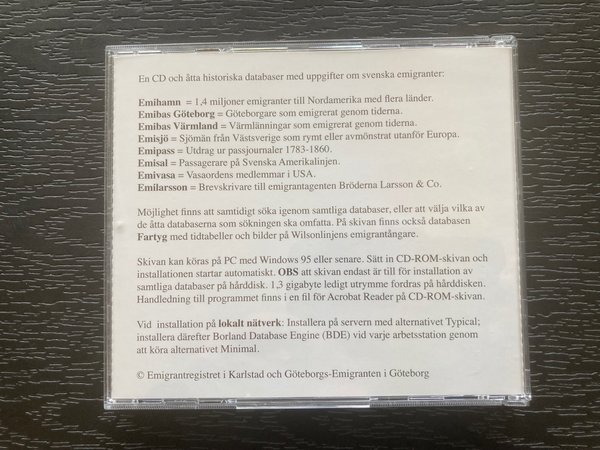 En CD och åtta historiska databaser med uppgifter om svenska emigranter:
Emihamn = 1,4 miljoner emigranter till Nordamerika med flera länder.
Emibas Göteborg = Göteborgare som emigrerat genom tiderna.
Emibas Värmland = Värmlänningar som emigrerat genom tiderna.
Emisjö = Sjömän från Västsverige som rymt eller avmönstrat utanför Europa.
Emipass = Utdrag ur passjournaler 1783-1860.
Emisal = Passagerare på Svenska Amerikalinjen.
Emivasa = Vasaordens medlemmar i USA.
Emilarsson = Brevskrivare till emigrantagenten Bröderna Larsson & Co.
Möjlighet finns att samtidigt söka igenom samtliga databaser, eller att välja vilka av
de åtta databaserna som sökningen ska omfatta. På skivan finns också databasen
Fartyg med tidtabeller och bilder på Wilsonlinjens emigrantångare.
Skivan kan köras på PC med Windows 95 eller senare. Sätt in CD-ROM-skivan och
installationen startar automatiskt. OBS att skivan endast är till för installation av
samtliga databaser på hårddisk. 1,3 gigabyte ledigt utrymme fordras på hårddisken.
Handledning till programmet finns i en fil för Acrobat Reader på CD-ROM-skivan.
Vid installation på lokalt nätverk: Installera på servern med alternativet Typical;
installera därefter Borland Database Engine (BDE) vid varje arbetsstation genom
att köra alternativet Minimal.
© Emigrantregistret i Karlstad och Göteborgs-Emigranten i Göteborg